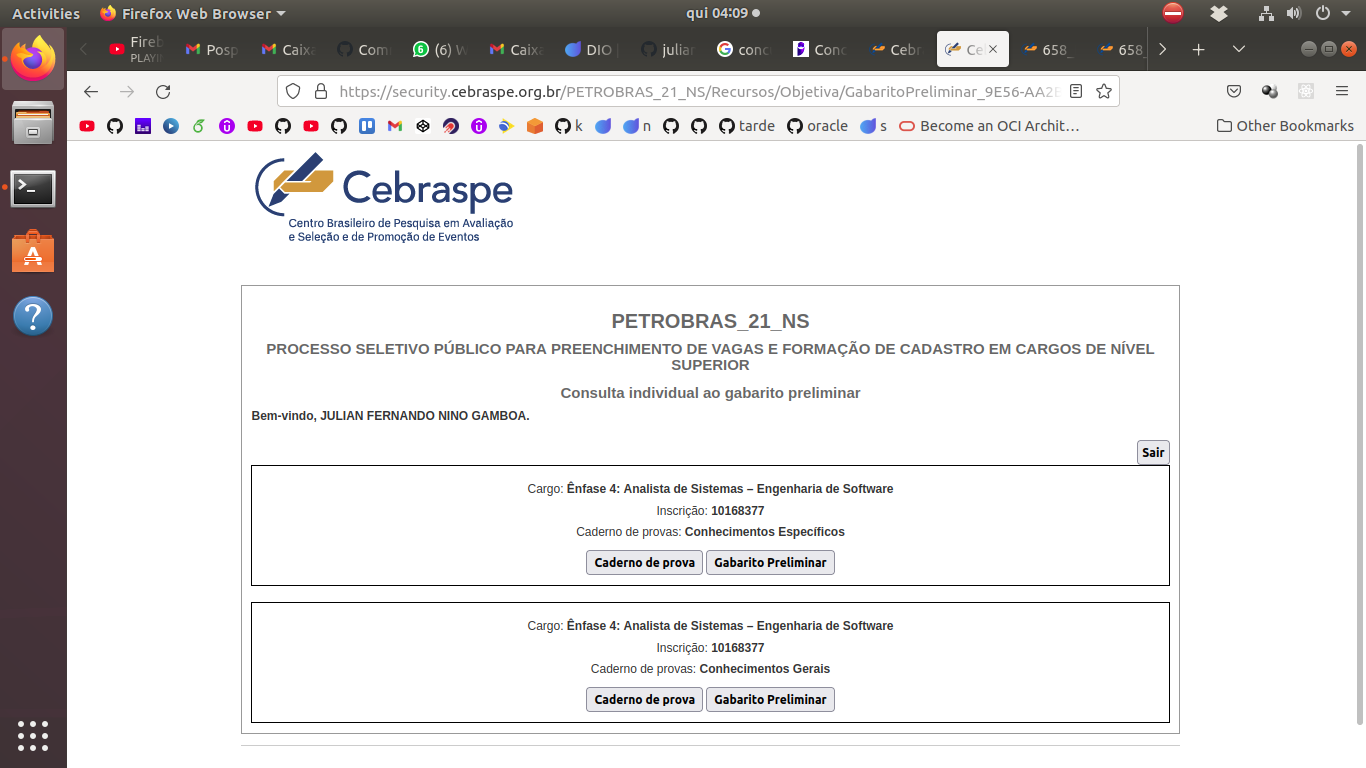 Activities
Firefox Web Browser
qui 04:09
Fireb
PLAYIN
Posp
Caixa
Com
(6) W
Caixa
DIO
julian
conc
Conc
Cebr
Ce
658_
658_
https://security.cebraspe.org.br/PETROBRAS_21_NS/Recursos/Objetiva/GabaritoPreliminar_9E56-AA2E
k
n
tarde
oracle
s
Become an OCI Archit…
Other Bookmarks
Cebraspe
Centro Brasileiro de Pesquisa em Avaliação
e Seleção e de Promoção de Eventos
PETROBRAS_21_NS
PROCESSO SELETIVO PÚBLICO PARA PREENCHIMENTO DE VAGAS E FORMAÇÃO DE CADASTRO EM CARGOS DE NÍVEL
SUPERIOR
Consulta individual ao gabarito preliminar
Bem-vindo, JULIAN FERNANDO NINO GAMBOA.
Sair
Cargo: Ênfase 4: Analista de Sistemas – Engenharia de Software
Inscrição: 10168377
Caderno de provas: Conhecimentos Específicos
Caderno de prova Gabarito Preliminar
Cargo: Ênfase 4: Analista de Sistemas – Engenharia de Software
Inscrição: 10168377
Caderno de provas: Conhecimentos Gerais
Caderno de prova Gabarito Preliminar